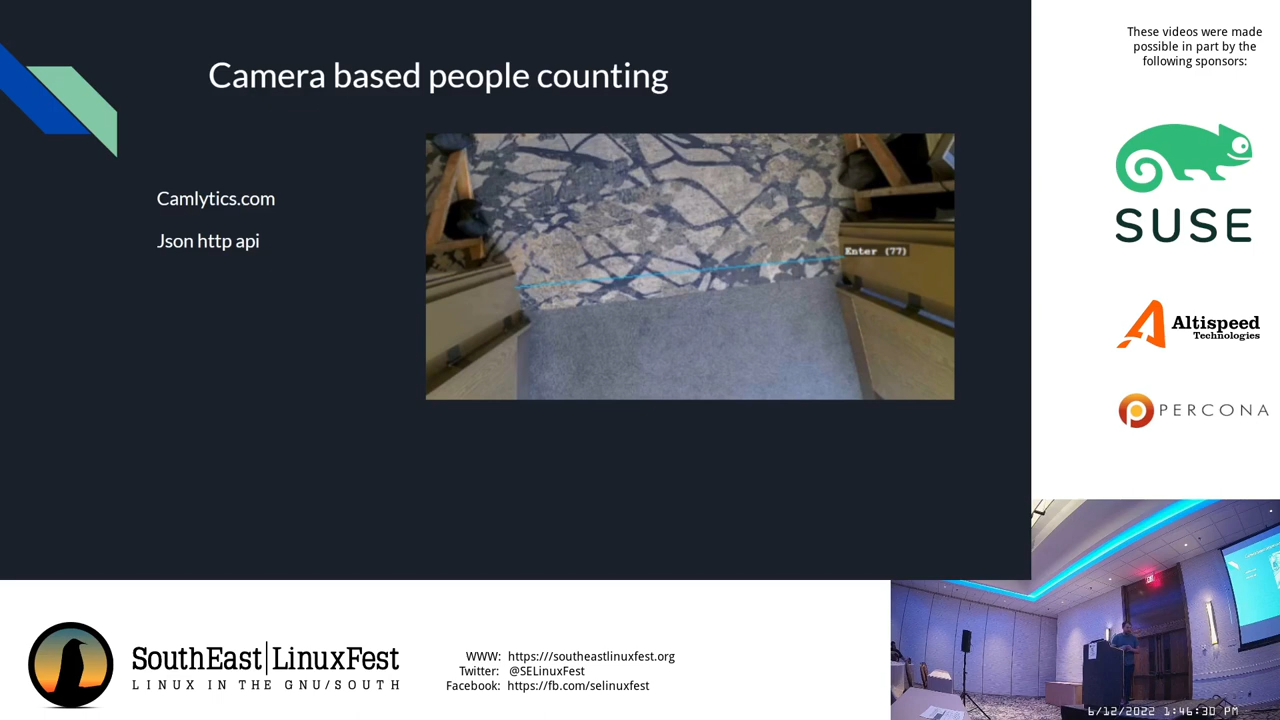 Camera based people counting
Camlytics.com
Json http api
Enter (77)
These videos were made
possible in part by the
following sponsors:
SUSE
Altispeed
Technologies
PERCONA
SouthEast|LinuxFest
LINUX IN THE GNU/SOUTH
WWW: https:///southeastlinuxfest.org
Twitter: @SELinuxFest
Facebook: https://fb.com/selinuxfest
6/12/2022 1:46:30 PM